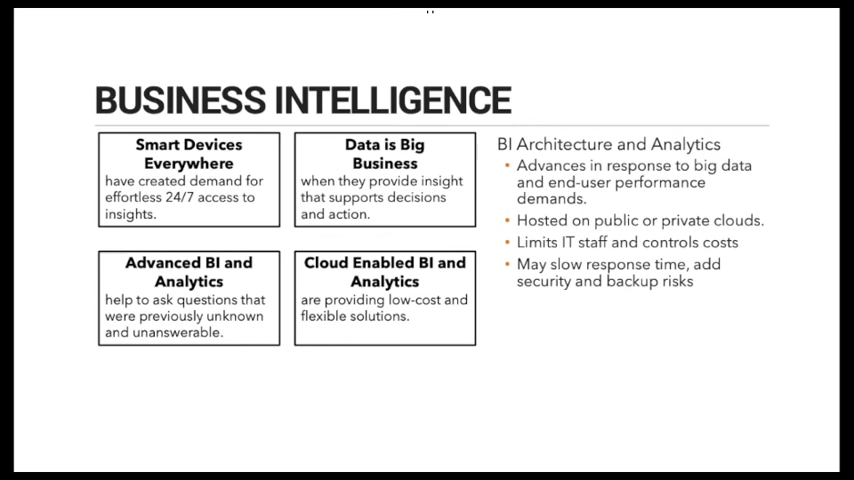 BUSINESS INTELLIGENCE
Smart Devices
Everywhere
have created demand for
effortless 24/7 access to
insights.
Data is Big
Business
when they provide insight
that supports decisions
and action.
Advanced BI and
Analytics
help to ask questions that
were previously unknown
and unanswerable.
Cloud Enabled BI and
Analytics
are providing low-cost and
flexible solutions.
BI Architecture and Analytics
• Advances in response to big data
and end-user performance
demands.
• Hosted on public or private clouds.
• Limits IT staff and controls costs
• May slow response time, add
security and backup risks